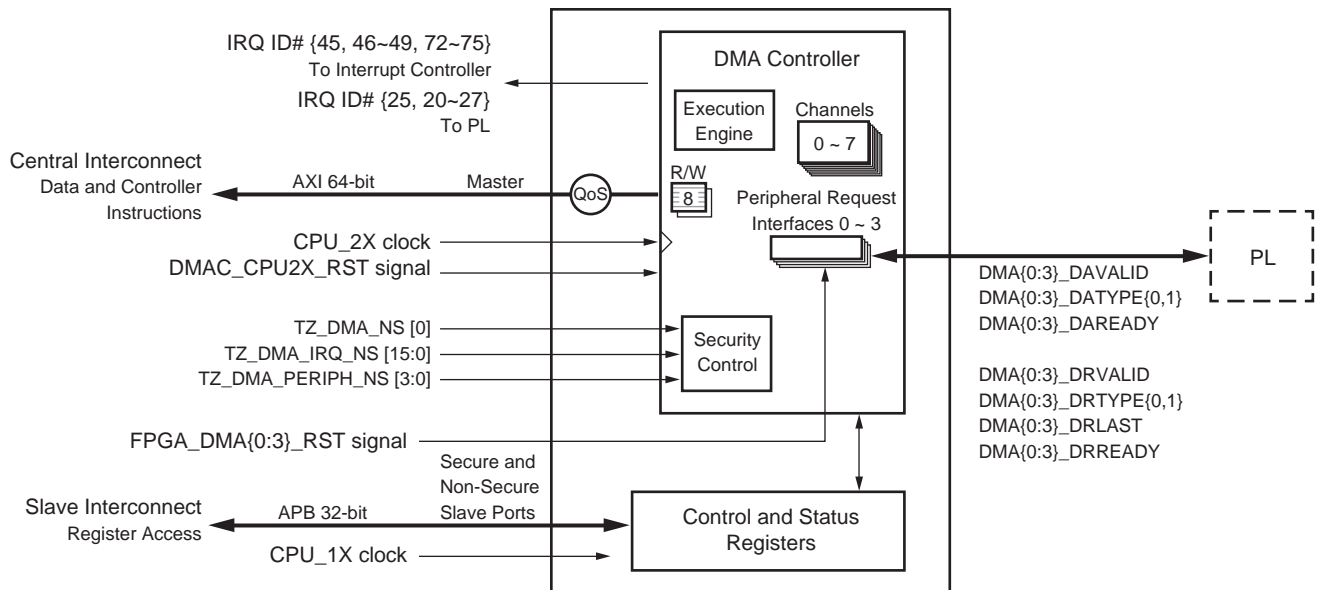 IRQ ID# {45, 46~49, 72~75}
To Interrupt Controller
IRQ ID# {25, 20~27}
To PL
DMA Controller
Execution
Engine
Channels
0 ~ 7
Central Interconnect
Data and Controller
Instructions
AXI 64-bit
Master
QoS
R/W
8
Peripheral Request
Interfaces 0 ~ 3
CPU_2X clock
DMAC_CPU2X_RST signal
PL
DMA{0:3}_DAVALID
DMA{0:3}_DATYPE{0,1}
DMA{0:3}_DAREADY
TZ_DMA_NS [0]
TZ_DMA_IRQ_NS [15:0]
TZ_DMA_PERIPH_NS [3:0]
Security
Control
DMA{0:3}_DRVALID
DMA{0:3}_DRTYPE{0,1}
DMA{0:3}_DRLAST
DMA{0:3}_DRREADY
FPGA_DMA{0:3}_RST signal
Secure and
Non-Secure
Slave Ports
Slave Interconnect
Register Access
APB 32-bit
CPU_1X clock
Control and Status
Registers